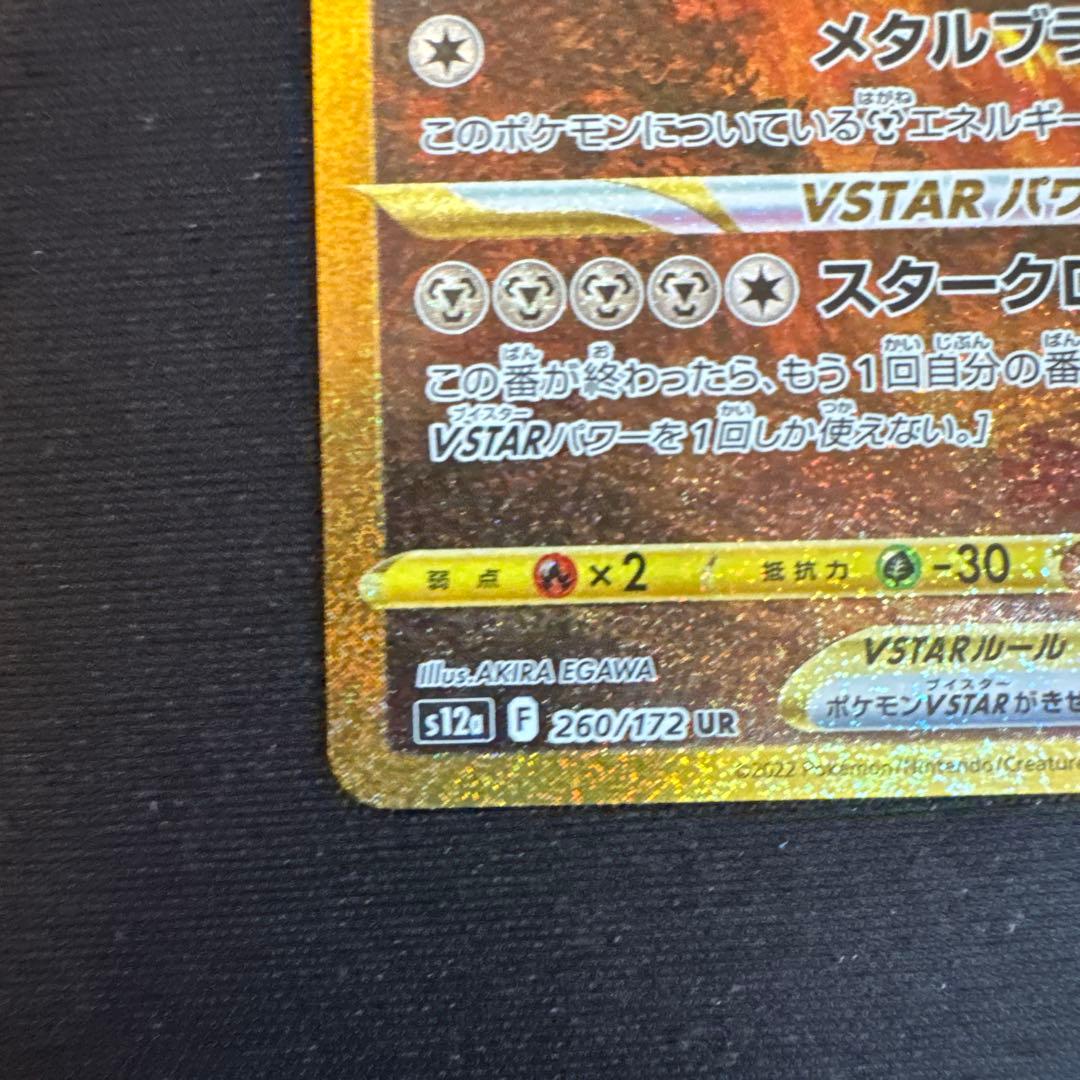 メタルブラ
このポケモンについているエネルギー
はがね
VSTAR パワ
スタークロ
この番が終わったら、もう1回自分の番
ばん お かい じぶん ばん
VSTARパワーを1回しか使えない。]
ブイスター かい つか
弱点 ×2 抵抗力 -30
Illus. AKIRA EGAWA
VSTARルール
ブイスター
ポケモンVSTARがきぜ
s12a F 260/172 UR
©2022 Pokémon/Nintendo/Creature